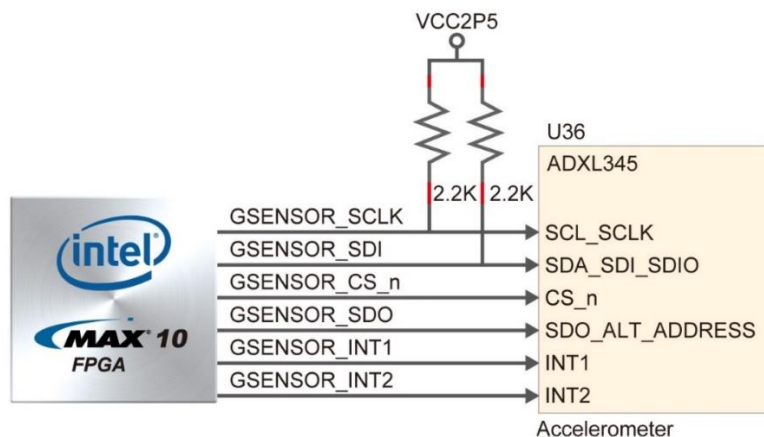 VCC2P5
2.2K
2.2K
U36
ADXL345
intel
MAX® 10
FPGA
GSENSOR_SCLK
GSENSOR_SDI
GSENSOR_CS_n
GSENSOR_SDO
GSENSOR_INT1
GSENSOR_INT2
SCL_SCLK
SDA_SDI_SDIO
CS_n
SDO_ALT_ADDRESS
INT1
INT2
Accelerometer